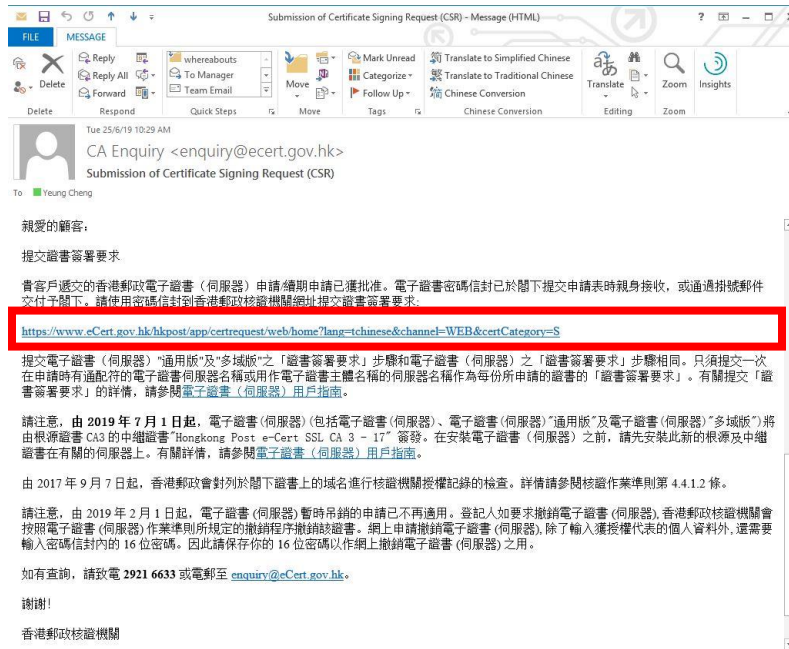 Submission of Certificate Signing Request (CSR) - Message (HTML)
FILE MESSAGE
Delete
Reply
Reply All
Forward
whereabouts
To Manager
Team Email
Move
Mark Unread
Categorize
Follow Up
Translate to Simplified Chinese
Translate to Traditional Chinese
Chinese Conversion
Translate
Zoom
Insights
Delete Respond Quick Steps Move Tags Chinese Conversion Editing Zoom
Tue 25/6/19 10:29 AM
CA Enquiry <enquiry@ecert.gov.hk>
Submission of Certificate Signing Request (CSR)
To Yeung Cheng
親愛的顧客:
提交證書簽署要求
貴客戶遞交的香港郵政電子證書（伺服器）申請/續期申請已獲批准。電子證書密碼信封已於閣下提交申請表時親身接收，或通過掛號郵件
交付予閣下。請使用密碼信封到香港郵政核證機關網址提交證書簽署要求:
https://www.eCert.gov.hk/hkpost/app/certrequest/web/home?lang=tchinese&channel=WEB&certCategory=S
提交電子證書（伺服器）"通用版"及"多域版"之「證書簽署要求」步驟和電子證書（伺服器）之「證書簽署要求」步驟相同。只須提交一次
在申請時有通配符的電子證書伺服器名稱或用作電子證書主體名稱的伺服器名稱作為每份所申請的證書的「證書簽署要求」。有關提交「證
書簽署要求」的詳情，請參閱電子證書（伺服器）用戶指南。
請注意，由 2019 年 7 月 1 日起，電子證書(伺服器)(包括電子證書(伺服器)、電子證書(伺服器)"通用版"及電子證書(伺服器)"多域版")將
由根源證書 CA3 的中繼證書"Hongkong Post e-Cert SSL CA 3 - 17" 簽發。在安裝電子證書（伺服器）之前，請先安裝此新的根源及中繼
證書在有關的伺服器上。有關詳情，請參閱電子證書（伺服器）用戶指南。
由 2017 年 9 月 7 日起，香港郵政會對列於閣下證書上的域名進行核證機關授權記錄的檢查。詳情請參閱核證作業準則第 4.4.1.2 條。
請注意，由 2019 年 2 月 1 日起，電子證書 (伺服器) 暫時吊銷的申請已不再適用。登記人如要求撤銷電子證書 (伺服器), 香港郵政核證機關會
按照電子證書 (伺服器) 作業準則所規定的撤銷程序撤銷該證書。網上申請撤銷電子證書 (伺服器), 除了輸入獲授權代表的個人資料外, 還需要
輸入密碼信封內的 16 位密碼。因此請保存你的 16 位密碼以作網上撤銷電子證書 (伺服器) 之用。
如有查詢，請致電 2921 6633 或電郵至 enquiry@eCert.gov.hk。
謝謝!
香港郵政核證機關